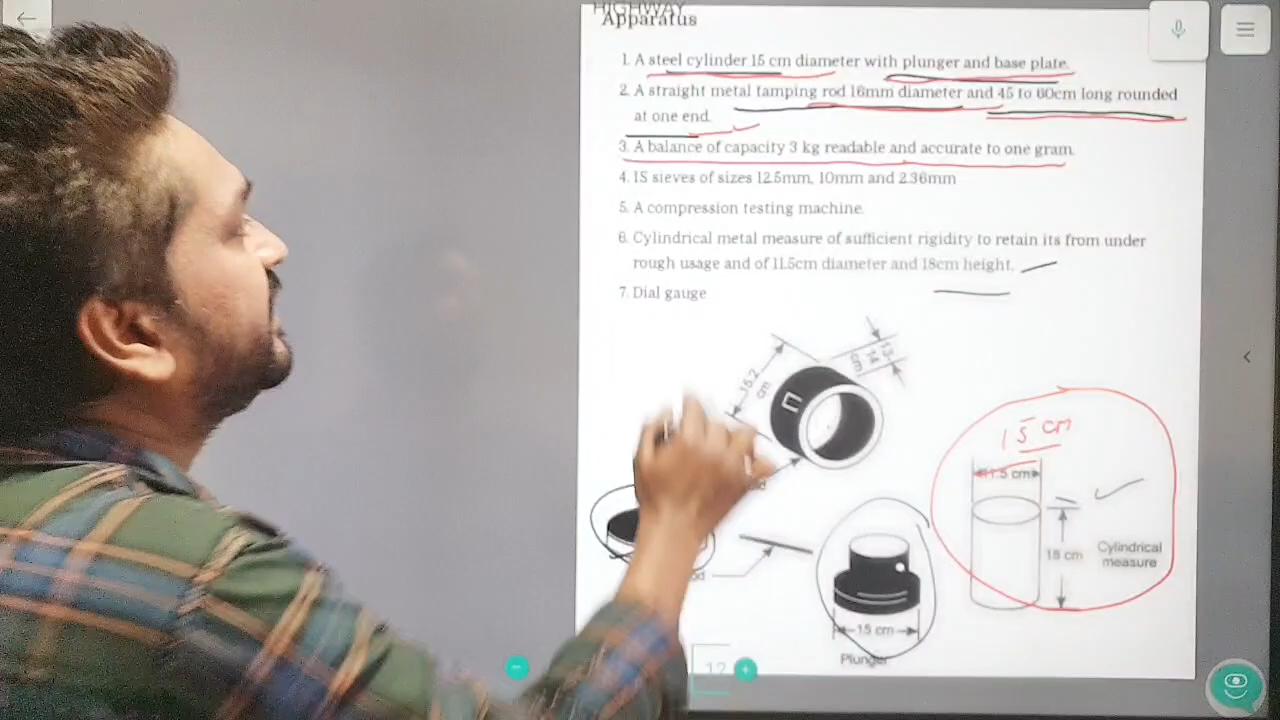 HIGHWAY
Apparatus
1. A steel cylinder 15 cm diameter with plunger and base plate.
2. A straight metal tamping rod 16mm diameter and 45 to 60cm long rounded
at one end.
3. A balance of capacity 3 kg readable and accurate to one gram.
4. IS sieves of sizes 12.5mm, 10mm and 2.36mm
5. A compression testing machine.
6. Cylindrical metal measure of sufficient rigidity to retain its from under
rough usage and of 11.5cm diameter and 18cm height.
7. Dial gauge
15.2
cm
13-
14
cm
15 cm
11.5 cm
18 cm
Cylindrical
measure
15 cm
Plunger
12